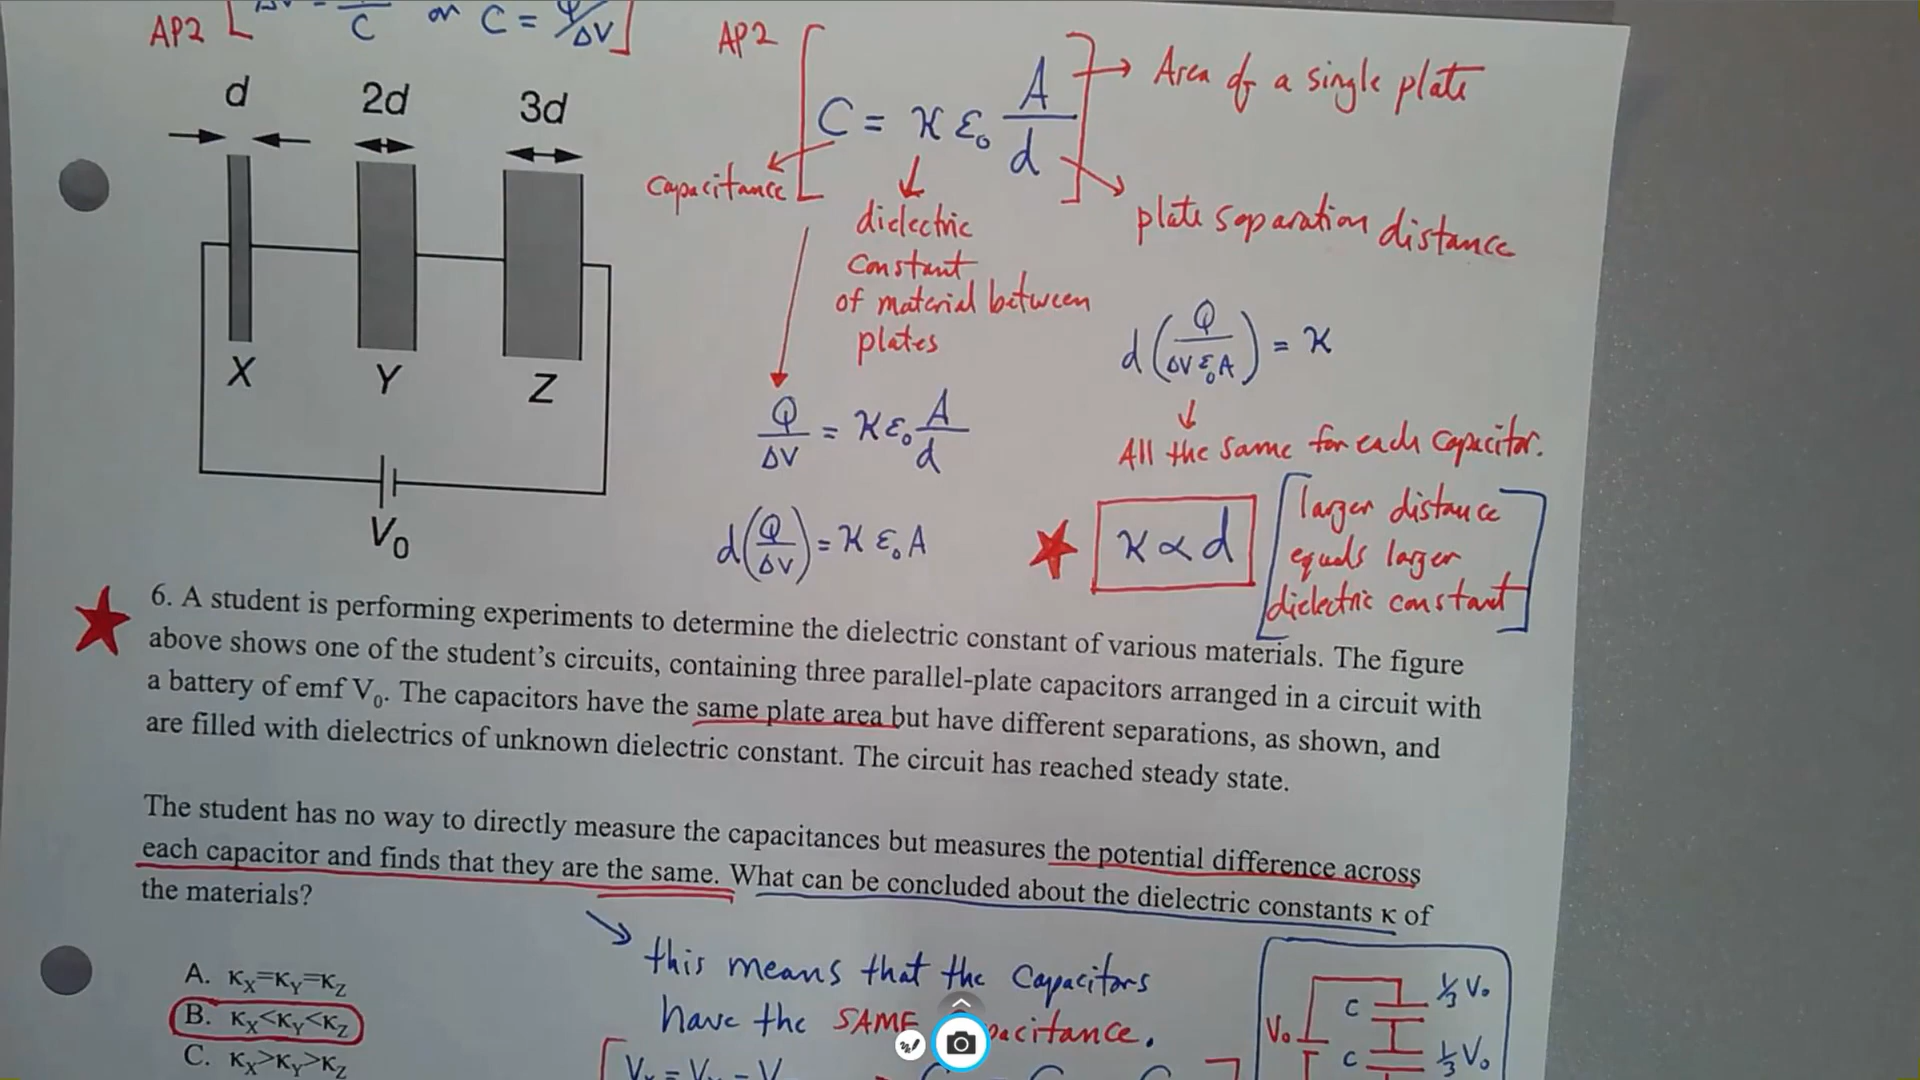 AP2 [ ΔV = /C or C = Q/ΔV ]
AP2 [ C = κ ε₀ A/d ] → Area of a single plate
d 2d 3d
capacitance
dielectric
constant
of material between
plates
plate separation distance
X Y Z
V₀
Q/ΔV = κ ε₀ A/d
d(Q/ΔV) = κ ε₀ A
d(Q/ΔV ε₀ A) = κ
All the same for each capacitor.
κ ∝ d
larger distance
equals larger
dielectric constant
6. A student is performing experiments to determine the dielectric constant of various materials. The figure
above shows one of the student's circuits, containing three parallel-plate capacitors arranged in a circuit with
a battery of emf V₀. The capacitors have the same plate area but have different separations, as shown, and
are filled with dielectrics of unknown dielectric constant. The circuit has reached steady state.
The student has no way to directly measure the capacitances but measures the potential difference across
each capacitor and finds that they are the same. What can be concluded about the dielectric constants κ of
the materials?
this means that the capacitors
have the SAME capacitance.
A. κX=κY=κZ
B. κX<κY<κZ
C. κX>κY>κZ
V₀
C ⅓ V₀
C ⅓ V₀